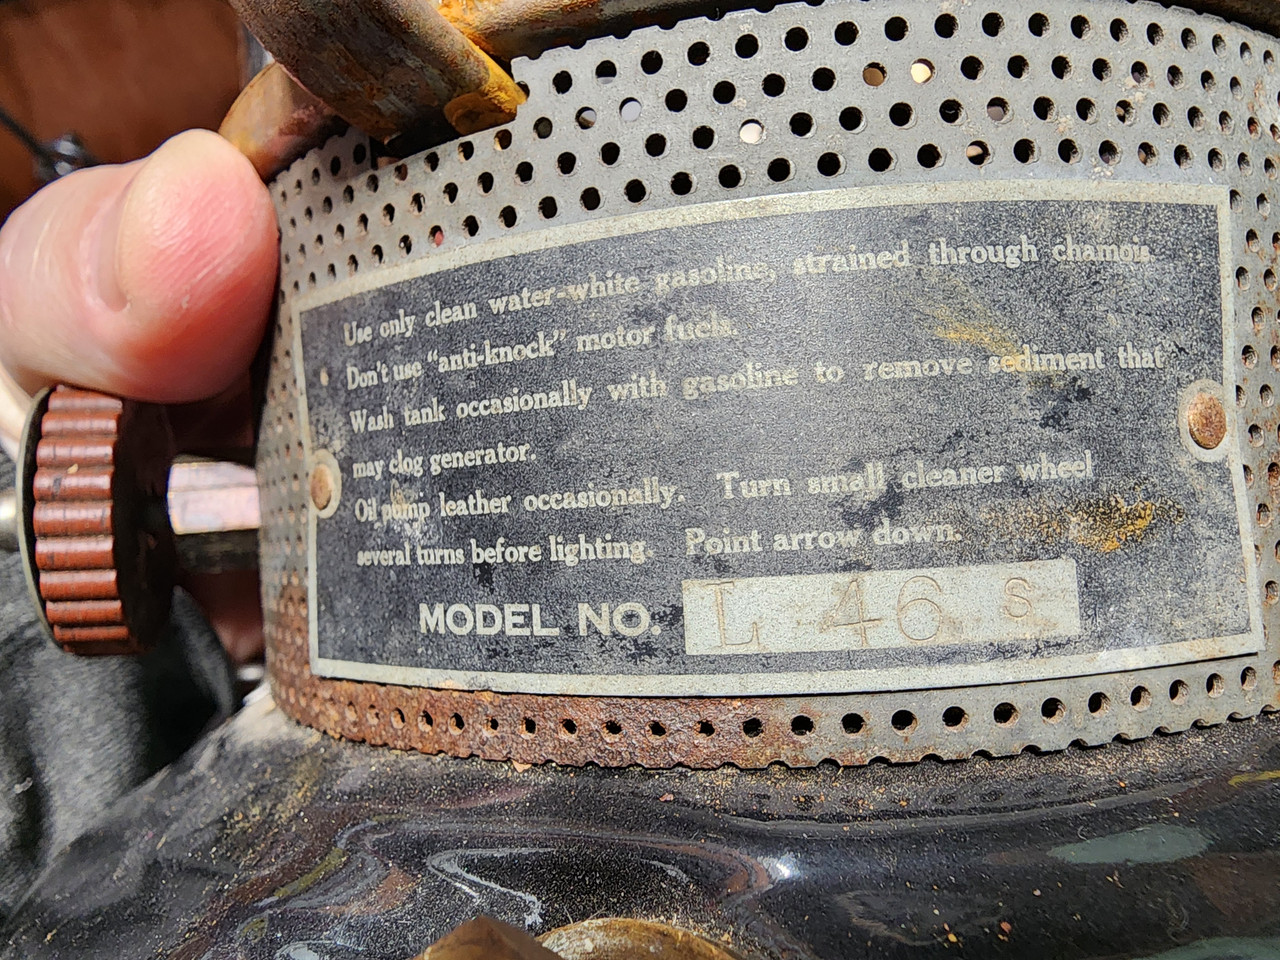 Use only clean water-white gasoline, strained through chamois.
Don't use "anti-knock" motor fuels.
Wash tank occasionally with gasoline to remove sediment that
may clog generator.
Oil pump leather occasionally. Turn small cleaner wheel
several turns before lighting. Point arrow down.
MODEL NO. L 46 S